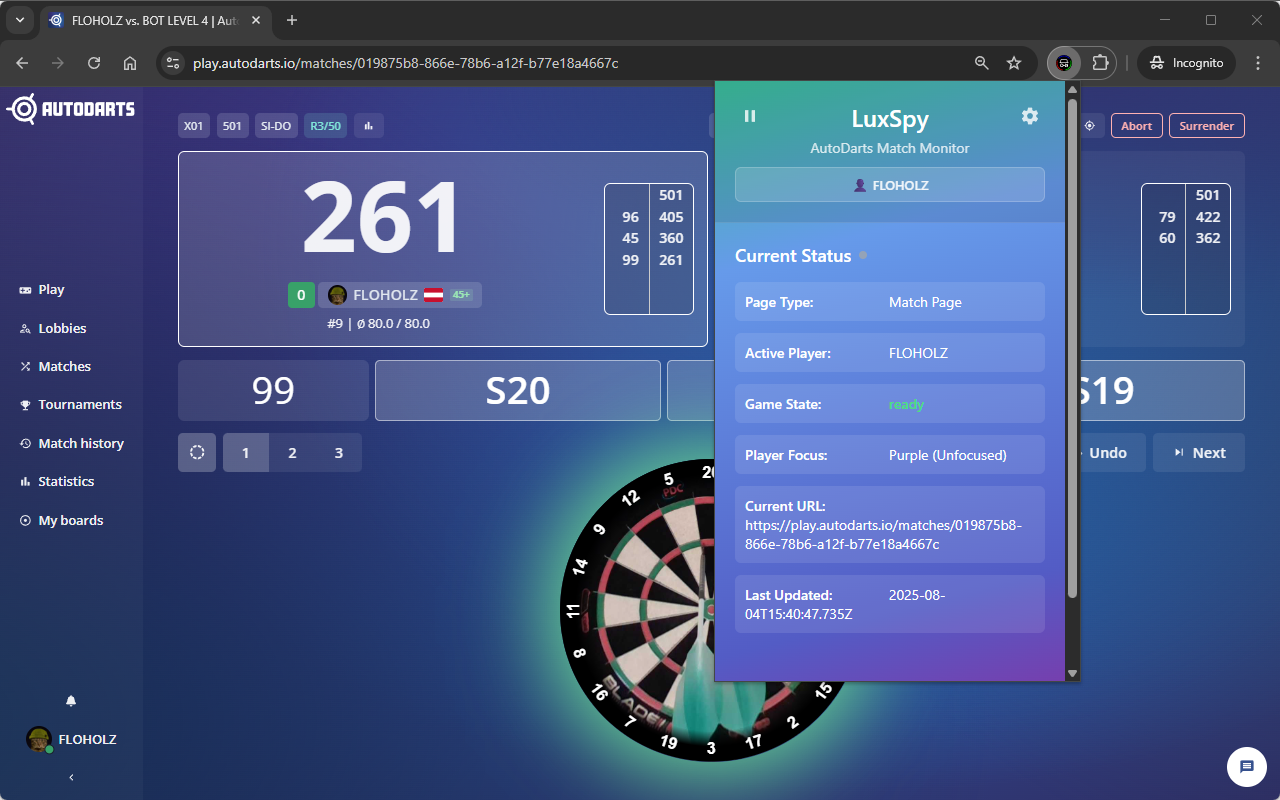 FLOHOLZ vs. BOT LEVEL 4 | Aut
play.autodarts.io/matches/019875b8-866e-78b6-a12f-b77e18a4667c
Incognito
AUTODARTS
X01
501
SI-DO
R3/50
Abort
Surrender
261
501
96 405
45 360
99 261
0
FLOHOLZ
45+
#9 | ø 80.0 / 80.0
501
79 422
60 362
99
S20
S19
1
2
3
Undo
Next
Play
Lobbies
Matches
Tournaments
Match history
Statistics
My boards
FLOHOLZ
LuxSpy
AutoDarts Match Monitor
FLOHOLZ
Current Status
Page Type: Match Page
Active Player: FLOHOLZ
Game State: ready
Player Focus: Purple (Unfocused)
Current URL:
https://play.autodarts.io/matches/019875b8-
866e-78b6-a12f-b77e18a4667c
Last Updated: 2025-08-
04T15:40:47.735Z
20
5
12
9
14
11
8
16
7
19
3
17
2
15
PDC
BLADE